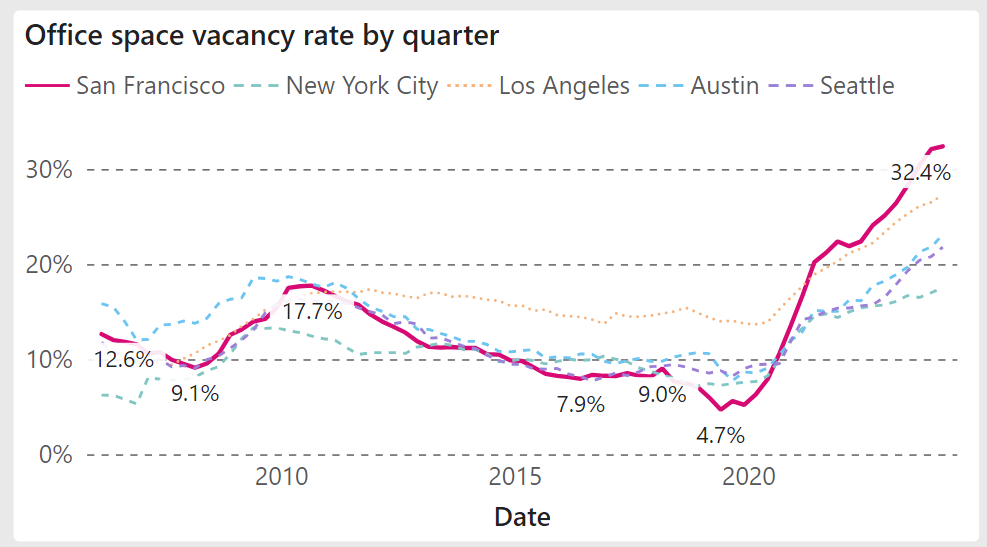 Office space vacancy rate by quarter
San Francisco New York City Los Angeles Austin Seattle
30%
32.4%
20%
17.7%
10%
12.6%
9.1%
7.9%
9.0%
4.7%
0%
2010 2015 2020
Date